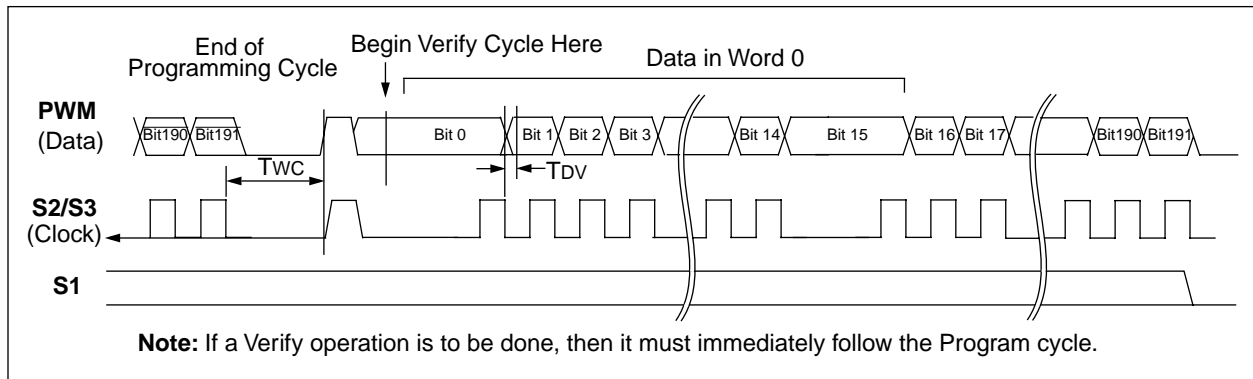 End of
Programming Cycle
Begin Verify Cycle Here
Data in Word 0
PWM
(Data)
Bit190 Bit191 Bit 0 Bit 1 Bit 2 Bit 3 Bit 14 Bit 15 Bit 16 Bit 17 Bit190 Bit191
TWC
TDV
S2/S3
(Clock)
S1
Note: If a Verify operation is to be done, then it must immediately follow the Program cycle.